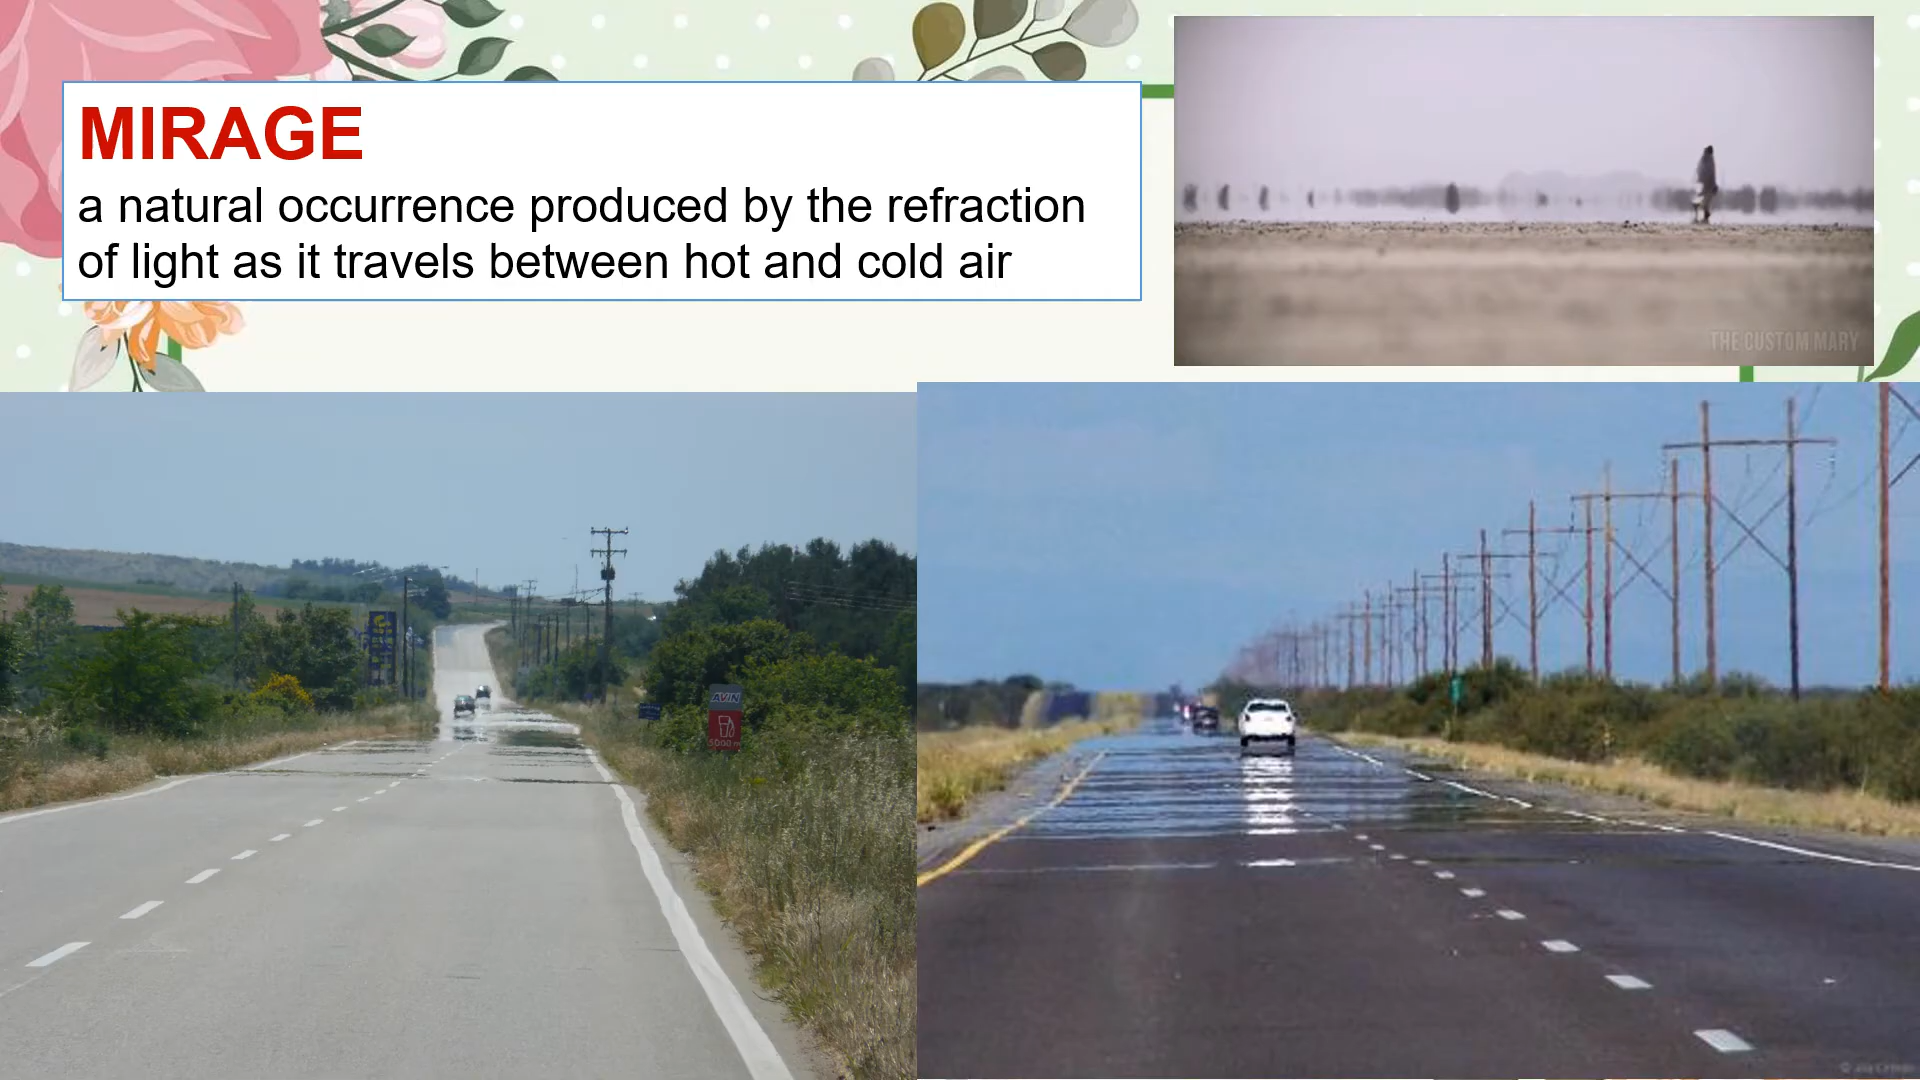 MIRAGE
a natural occurrence produced by the refraction
of light as it travels between hot and cold air
THE CUSTOM MARY
AVIN
1000 m